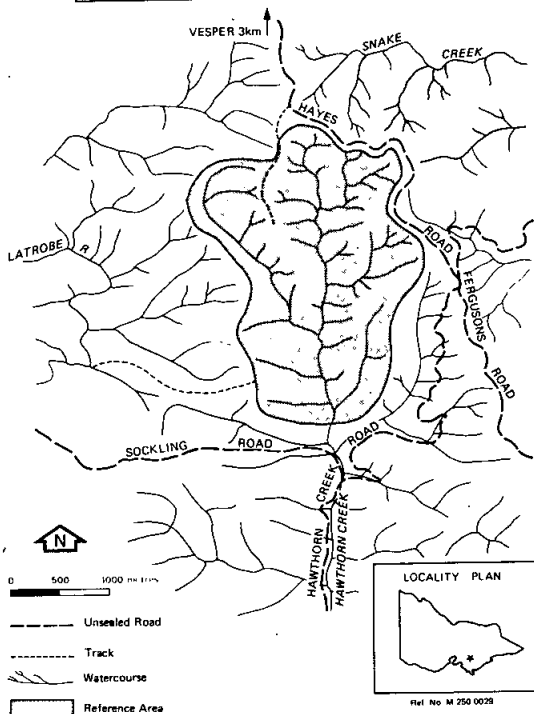 VESPER 3km
SNAKE
CREEK
HAYES
ROAD
LATROBE R
FERGUSONS
ROAD
SOCKLING ROAD
ROAD
HAWTHORN CREEK
HAWTHORN CREEK
N
0 500 1000
LOCALITY PLAN
Unsealed Road
Track
Watercourse
Reference Area
Ref No M 250 0029